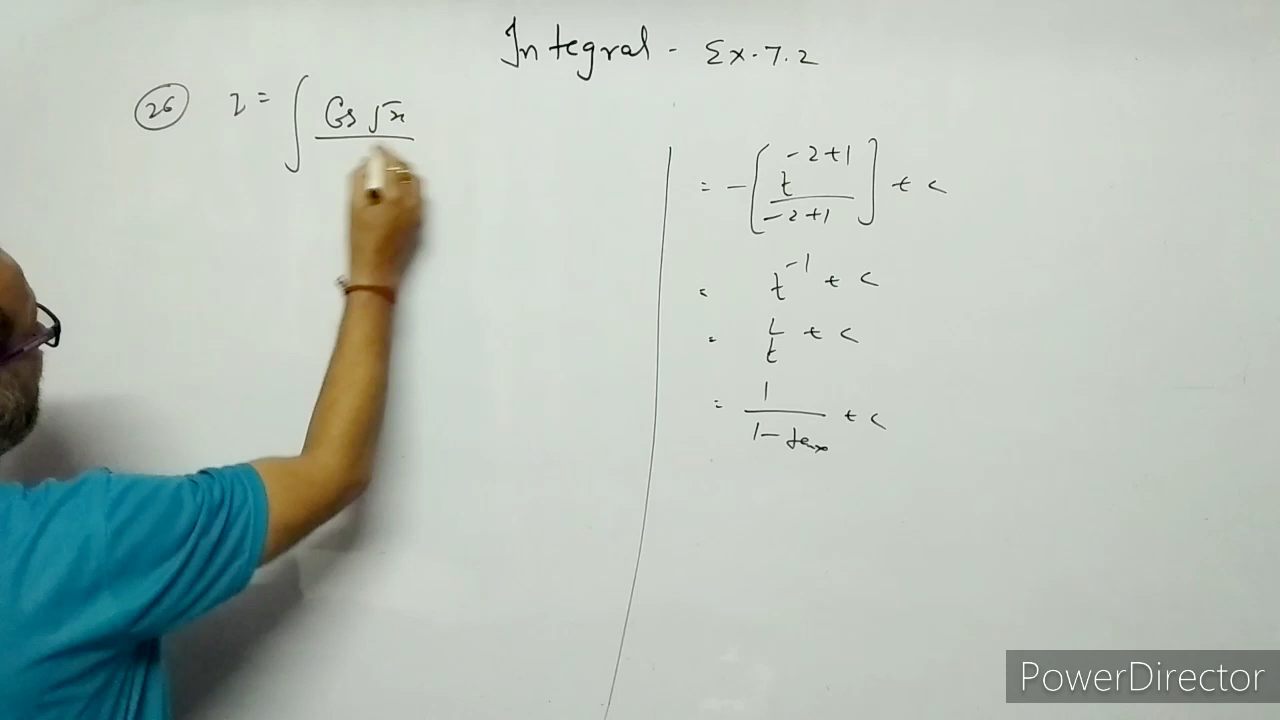 Integral - Ex. 7.2
26 I = ∫ Cos √x
= - [ t^-2+1 / -2+1 ] + c
= t^-1 + c
= 1/t + c
= 1 / 1 - tanx + c
PowerDirector